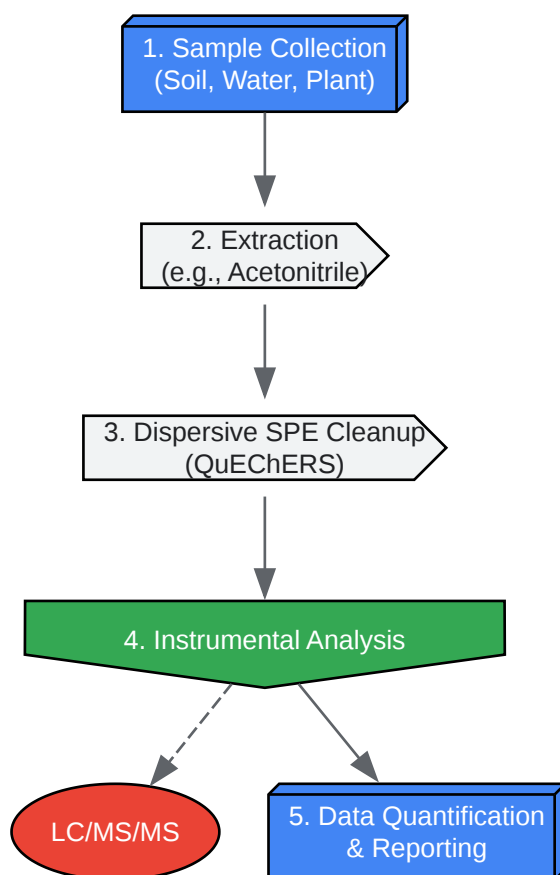 1. Sample Collection
(Soil, Water, Plant)
2. Extraction
(e.g., Acetonitrile)
3. Dispersive SPE Cleanup
(QuEChERS)
4. Instrumental Analysis
LC/MS/MS
5. Data Quantification
& Reporting